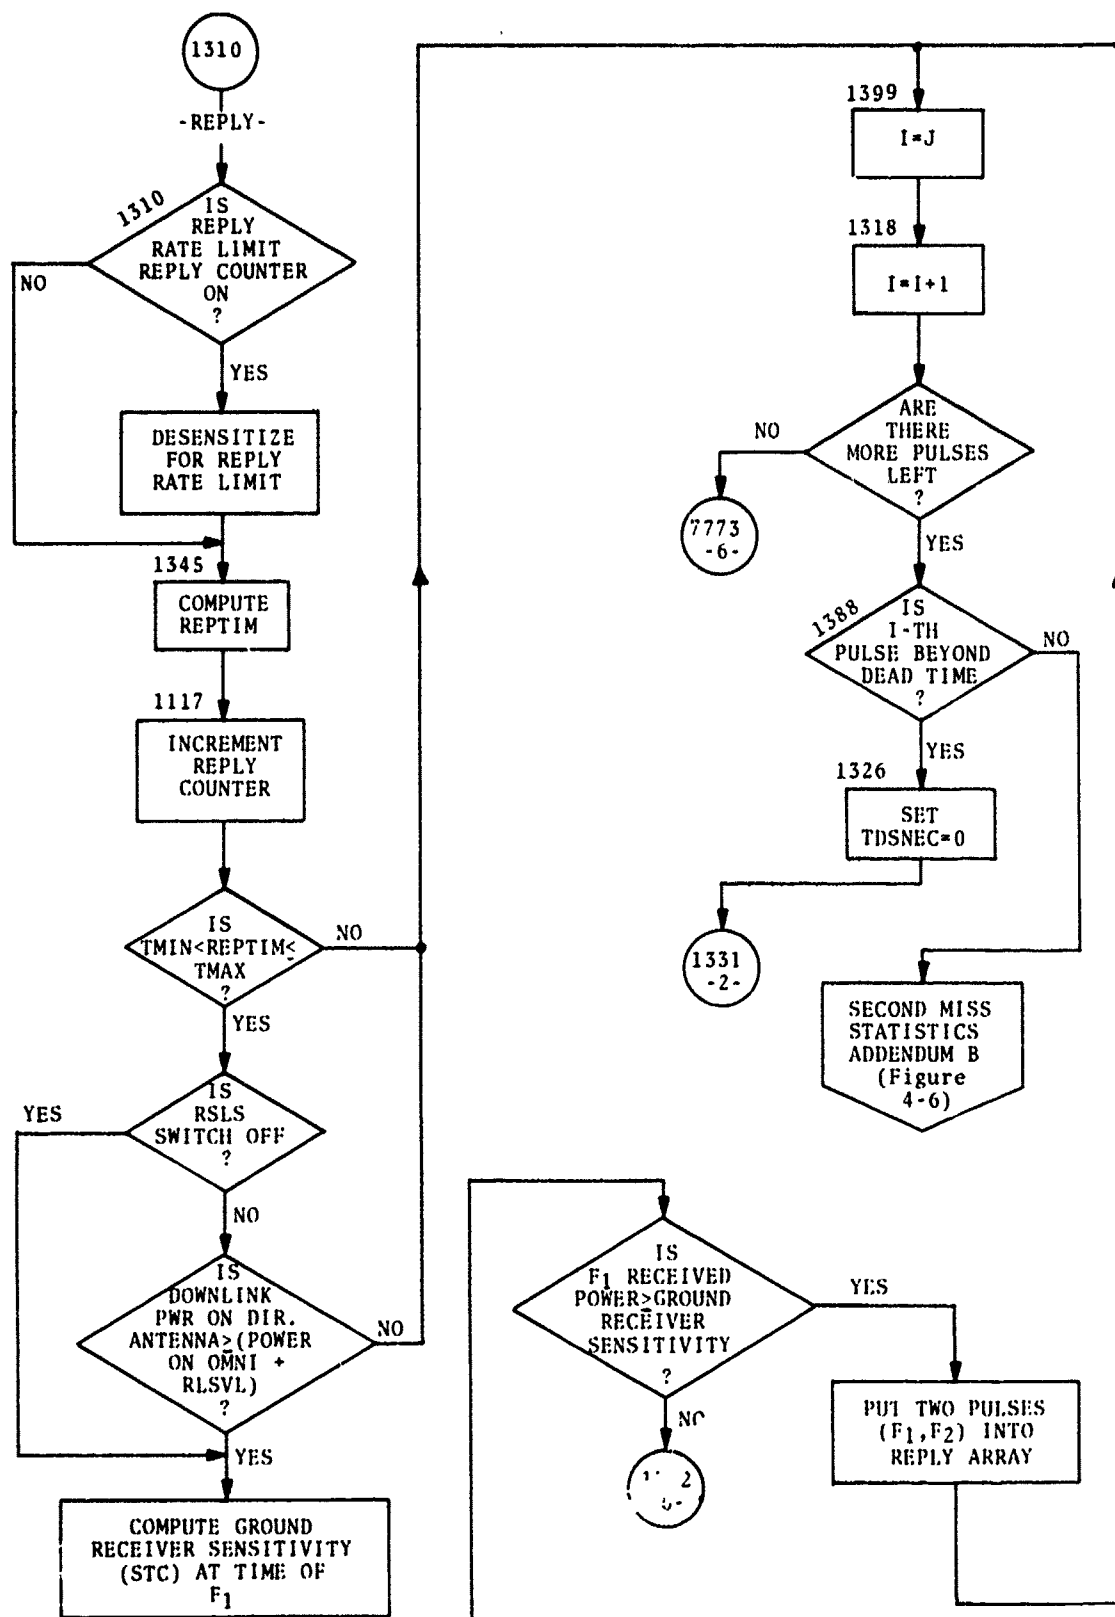 1310
-REPLY-
1310
IS
REPLY
RATE LIMIT
REPLY COUNTER
ON
?
NO
YES
DESENSITIZE
FOR REPLY
RATE LIMIT
1345
COMPUTE
REPTIM
1117
INCREMENT
REPLY
COUNTER
IS
TMIN<REPTIM≤
TMAX
?
NO
YES
IS
RSLS
SWITCH OFF
?
YES
NO
IS
DOWNLINK
PWR ON DIR.
ANTENNA≥(POWER
ON OMNI +
RLSVL)
?
NO
YES
COMPUTE GROUND
RECEIVER SENSITIVITY
(STC) AT TIME OF
F1
1399
I=J
1318
I=I+1
ARE
THERE
MORE PULSES
LEFT
?
NO
7773
-6-
YES
1388
IS
I-TH
PULSE BEYOND
DEAD TIME
?
NO
YES
1326
SET
TDSNEC=0
1331
-2-
SECOND MISS
STATISTICS
ADDENDUM B
(Figure
4-6)
IS
F1 RECEIVED
POWER≥GROUND
RECEIVER
SENSITIVITY
?
YES
NO
PUT TWO PULSES
(F1,F2) INTO
REPLY ARRAY